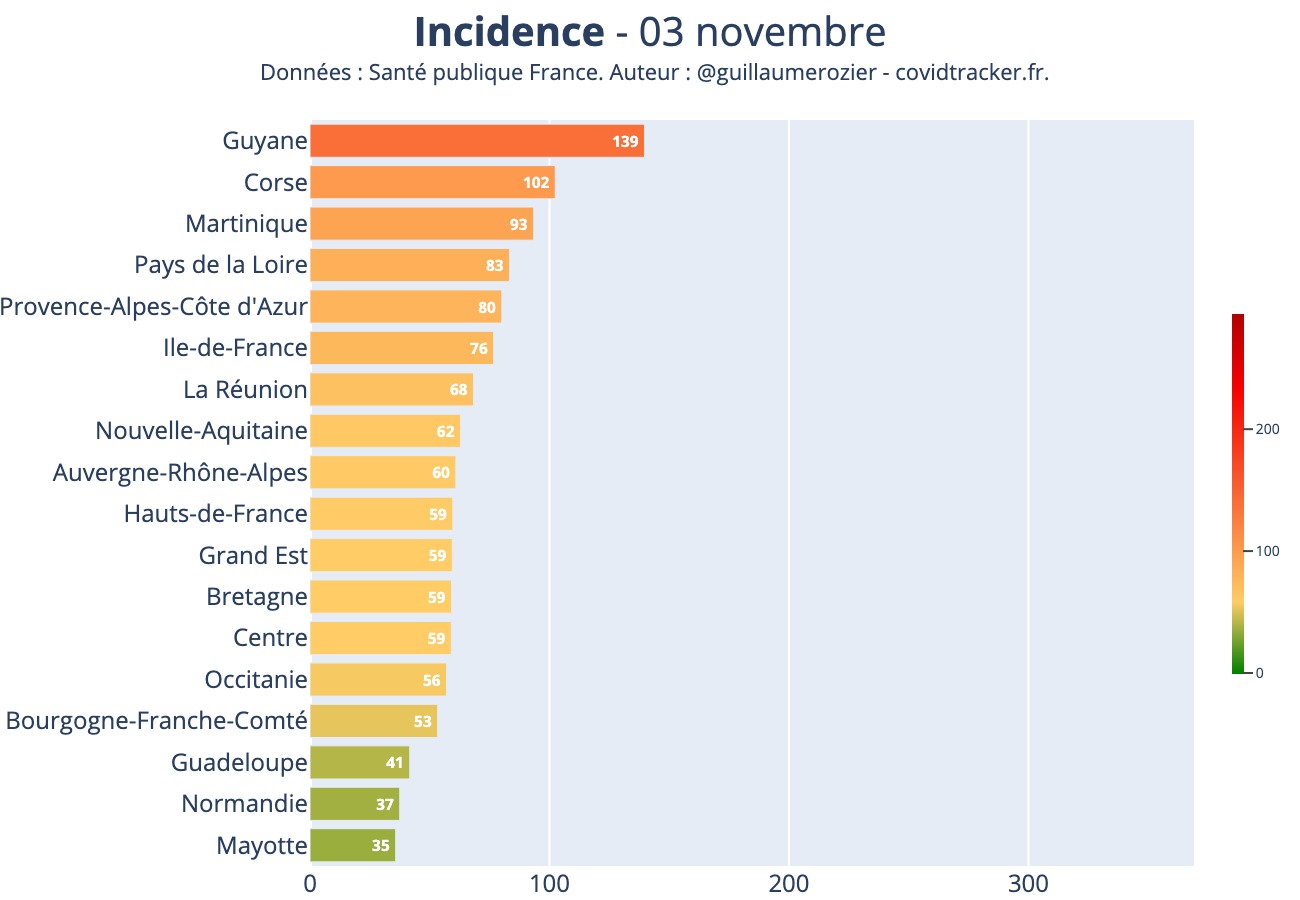 Incidence - 03 novembre
Données : Santé publique France. Auteur : @guillaumerozier - covidtracker.fr.
Guyane 139
Corse 102
Martinique 93
Pays de la Loire 83
Provence-Alpes-Côte d'Azur 80
Ile-de-France 76
La Réunion 68
Nouvelle-Aquitaine 62
Auvergne-Rhône-Alpes 60
Hauts-de-France 59
Grand Est 59
Bretagne 59
Centre 59
Occitanie 56
Bourgogne-Franche-Comté 53
Guadeloupe 41
Normandie 37
Mayotte 35
0 100 200 300
200
100
0